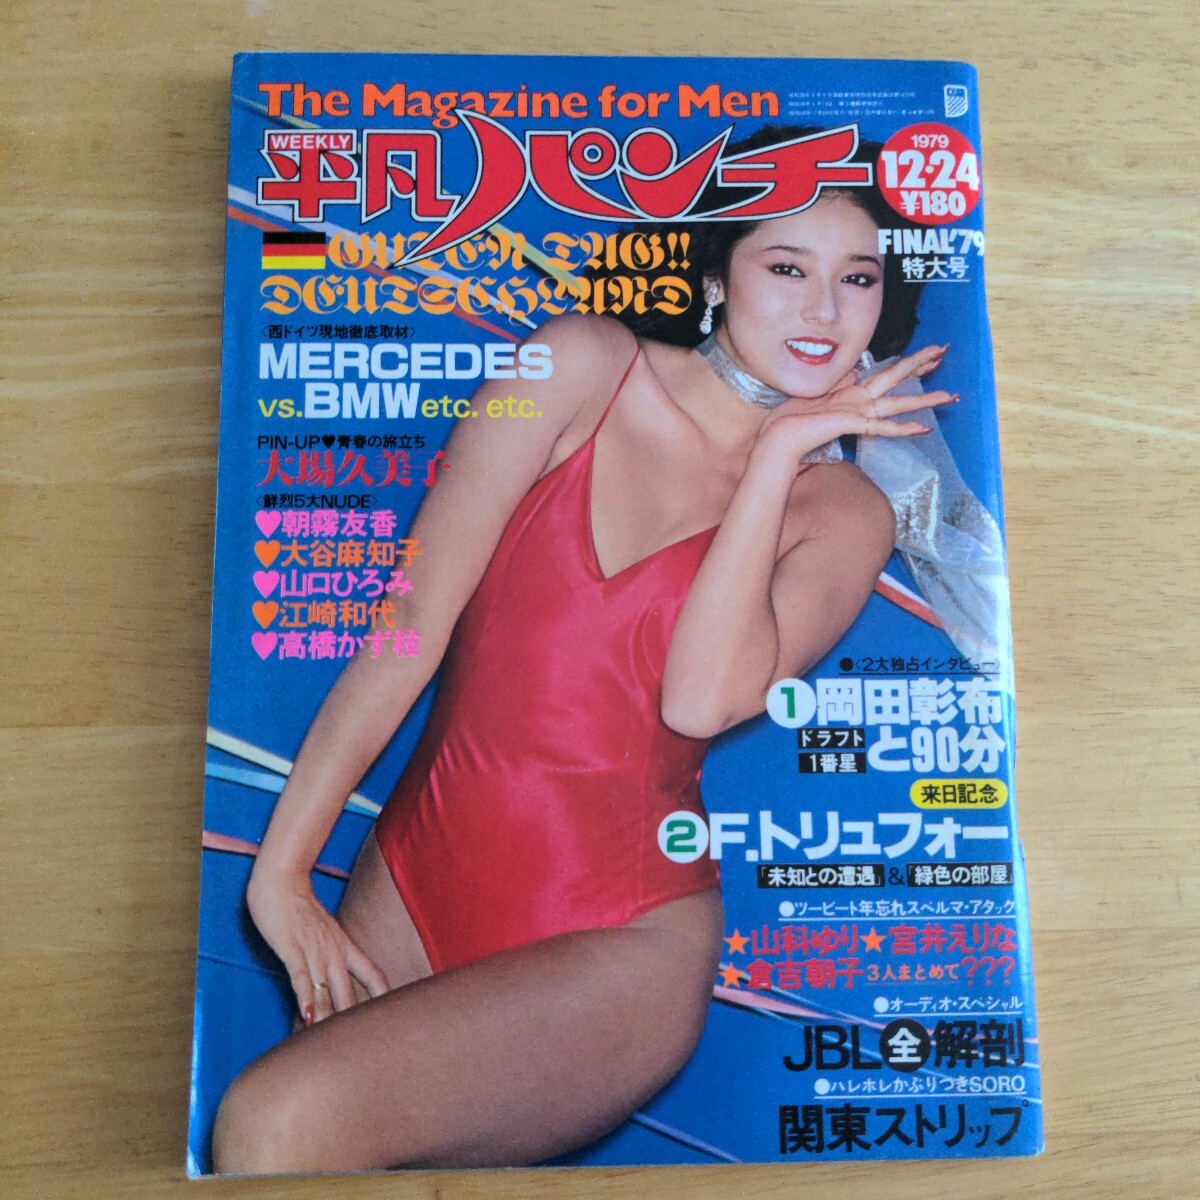 The Magazine for Men
WEEKLY
平凡パンチ
1979
12・24
¥180
FINAL'79
特大号
GUTEN TAG!!
DEUTSCHLAND
〈西ドイツ現地徹底取材〉
MERCEDES
vs.BMW etc. etc.
PIN-UP♥青春の旅立ち
大場久美子
〈鮮烈5大NUDE〉
♥朝霧友香
♥大谷麻知子
♥山口ひろみ
♥江崎和代
♥高橋かず枝
●〈2大独占インタビュー〉
1岡田彰布
ドラフト
1番星
と90分
来日記念
2F.トリュフォー
「未知との遭遇」&「緑色の部屋」
●ツービート年忘れスペルマ・アタック
★山科ゆり★宮井えりな
★倉吉朝子3人まとめて???
●オーディオ・スペシャル
JBL全解剖
●ハレホレかぶりつきSORO
関東ストリップ